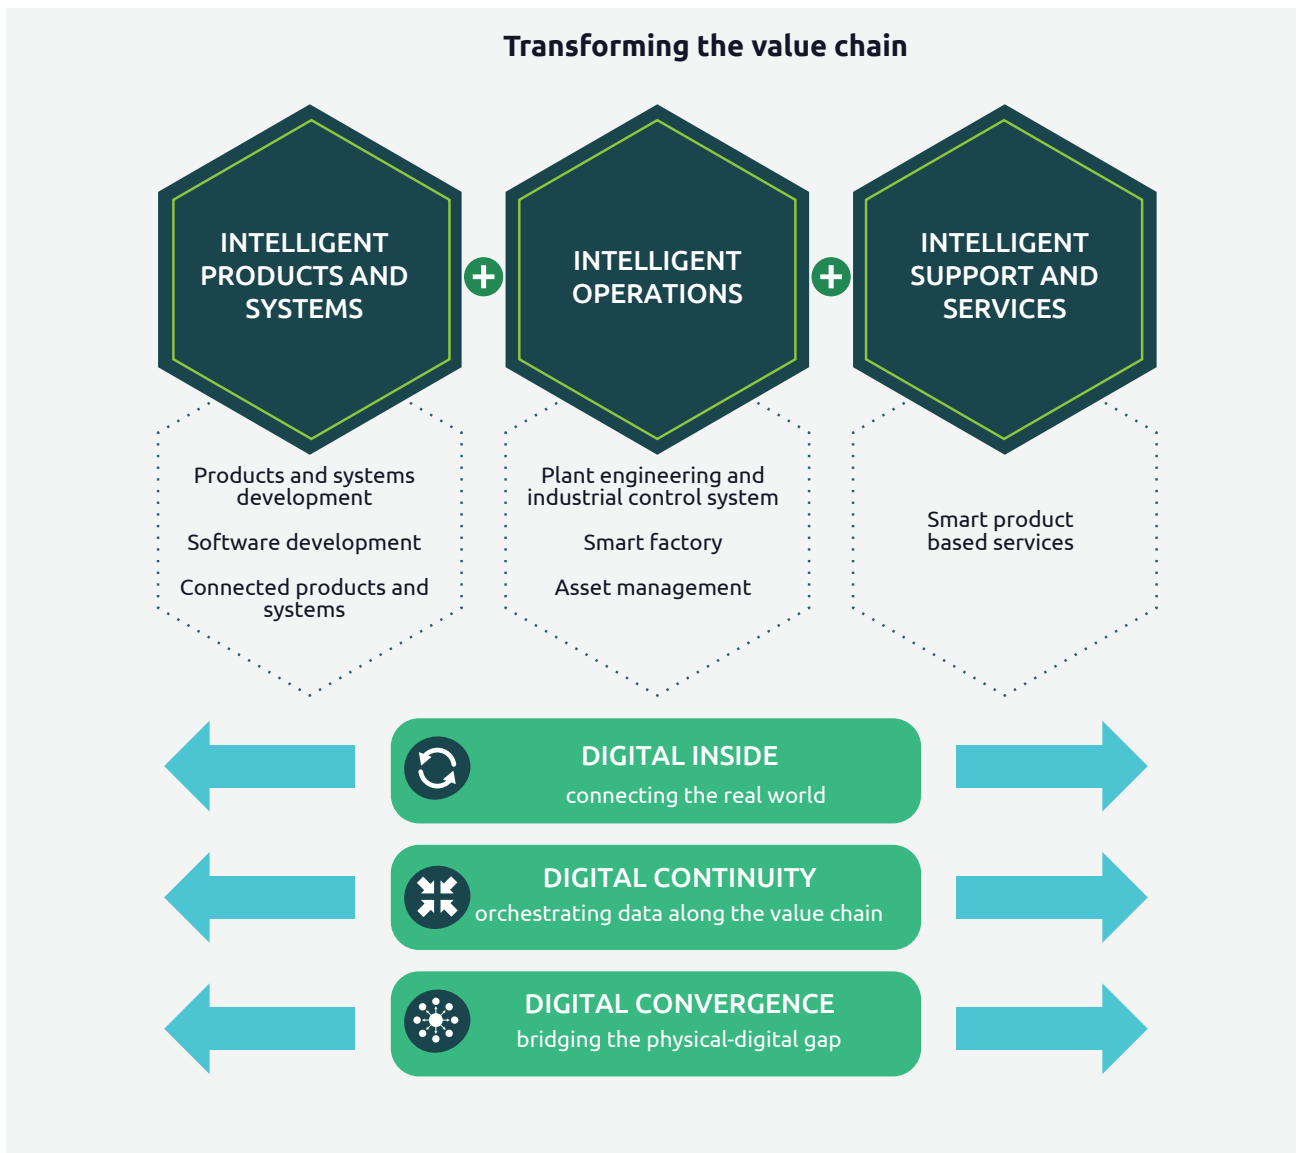 Transforming the value chain
INTELLIGENT
PRODUCTS AND
SYSTEMS
INTELLIGENT
OPERATIONS
INTELLIGENT
SUPPORT AND
SERVICES
Products and systems
development
Software development
Connected products and
systems
Plant engineering and
industrial control system
Smart factory
Asset management
Smart product
based services
DIGITAL INSIDE
connecting the real world
DIGITAL CONTINUITY
orchestrating data along the value chain
DIGITAL CONVERGENCE
bridging the physical-digital gap